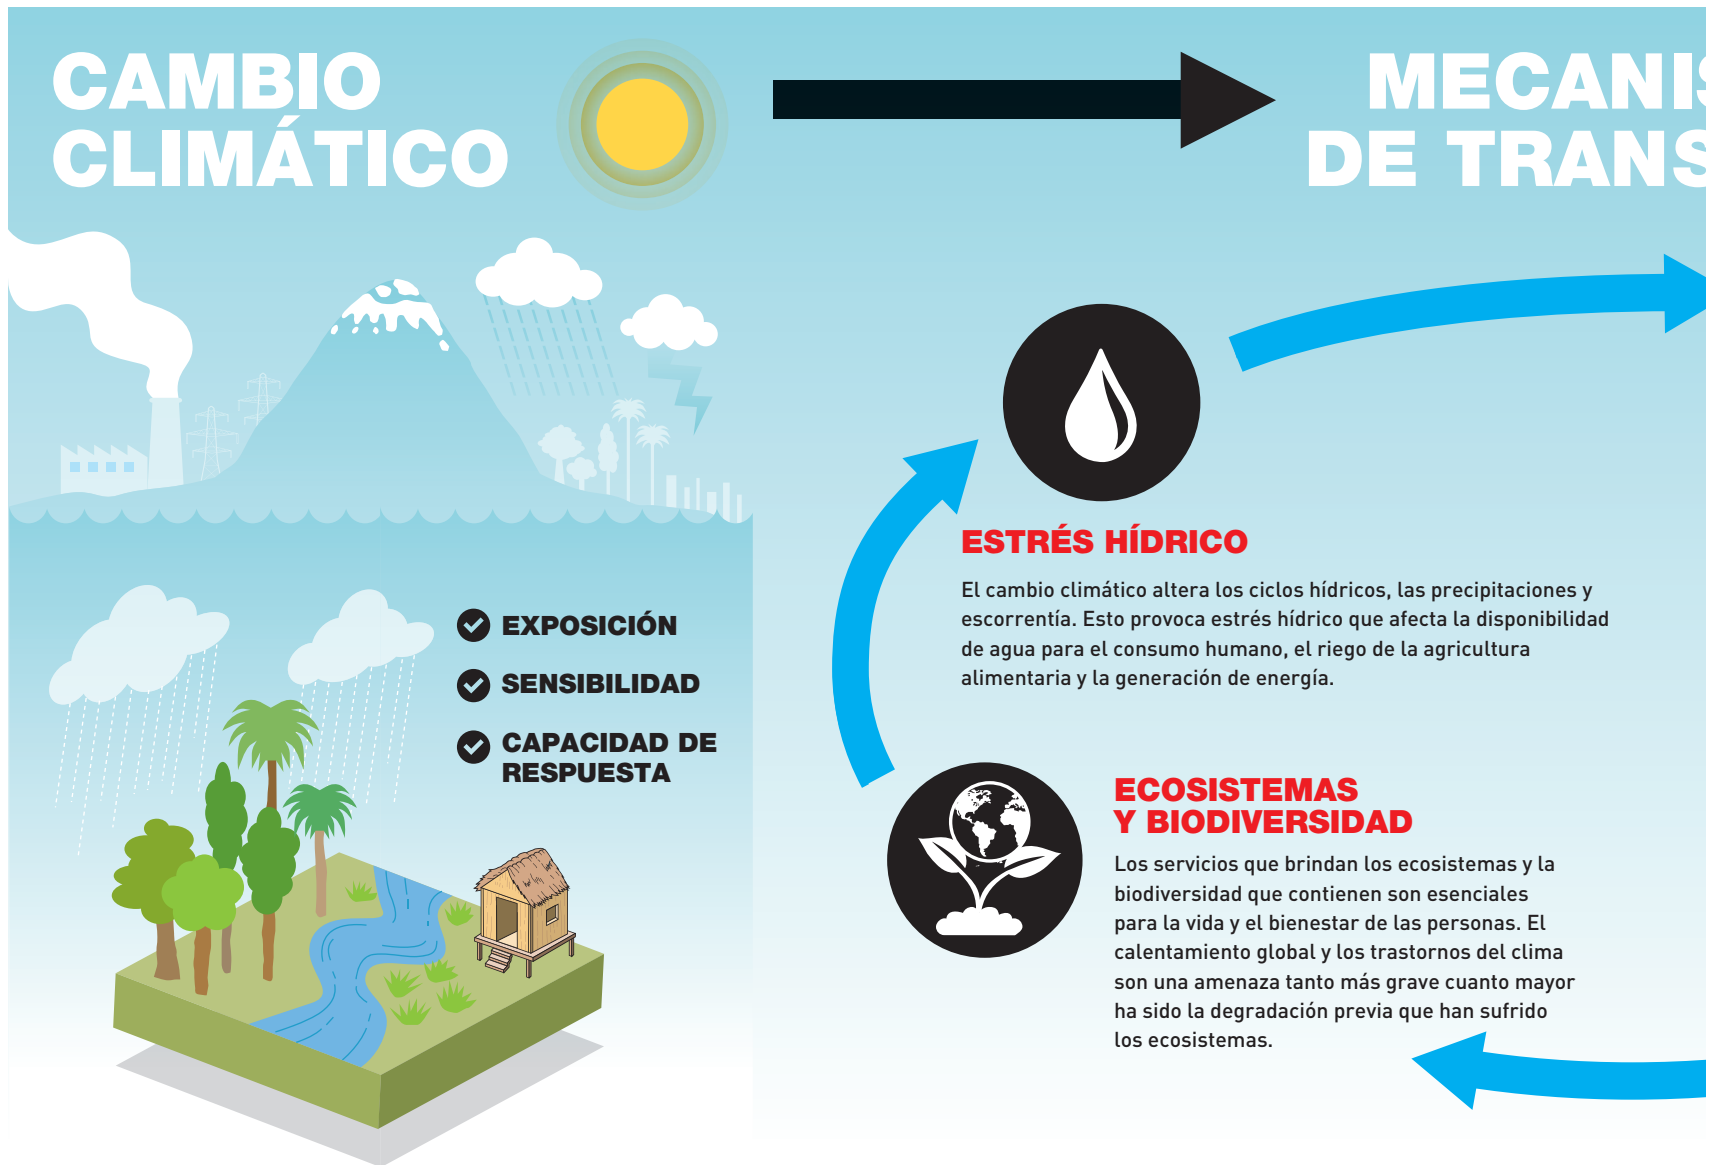 CAMBIO
CLIMÁTICO
EXPOSICIÓN
SENSIBILIDAD
CAPACIDAD DE
RESPUESTA
DE
ESTRÉS HÍDRICO
El cambio climático altera los ciclos hídricos, las precipitaciones y
escorrentía. Esto provoca estrés hídrico que afecta la disponibilidad
de agua para el consumo humano, el riego de la agricultura
alimentaria y la generación de energía.
ECOSISTEMAS
Y BIODIVERSIDAD
Los servicios que brindan los ecosistemas y la
biodiversidad que contienen son esenciales
para la vida y el bienestar de las personas. El
calentamiento global y los trastornos del clima
son una amenaza tanto más grave cuanto mayor
ha sido la degradación previa que han sufrido
los ecosistemas.